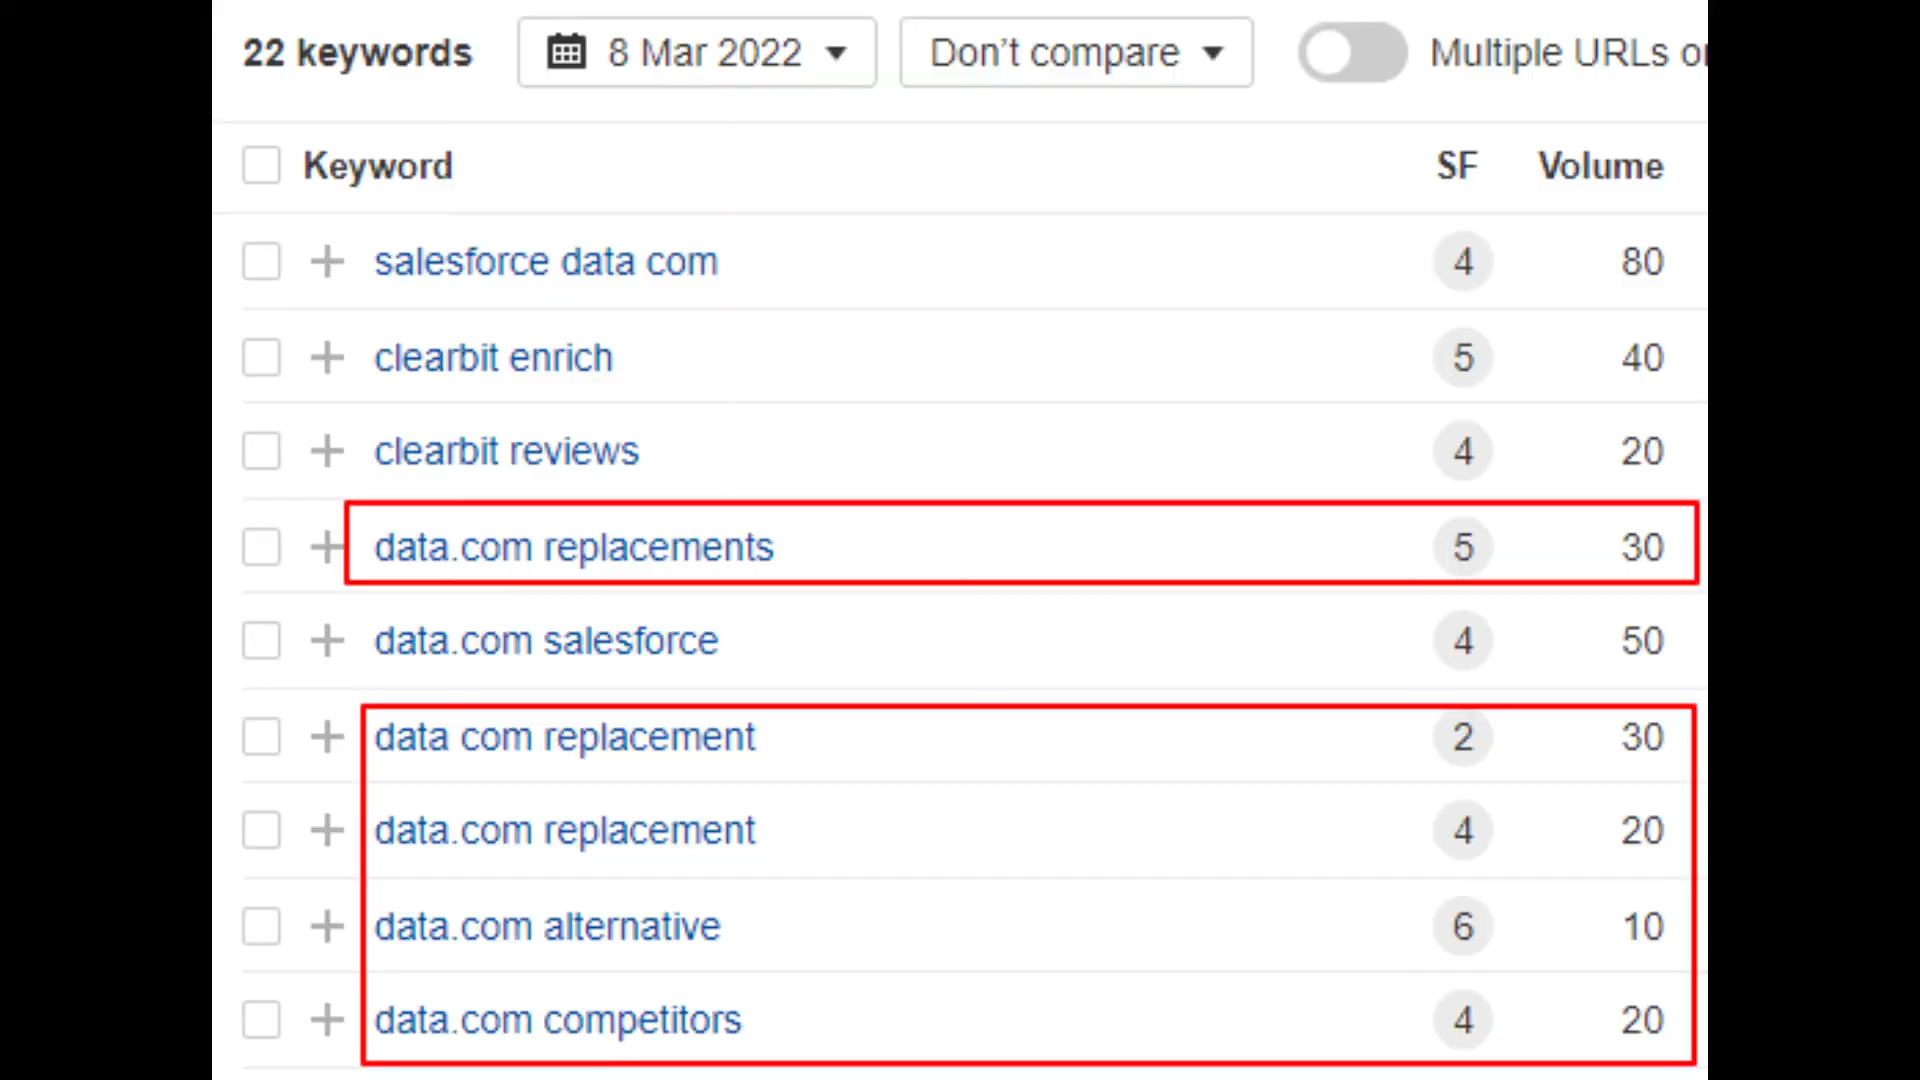 22 keywords 8 Mar 2022 Don't compare Multiple URLs
Keyword SF Volume
salesforce data com 4 80
clearbit enrich 5 40
clearbit reviews 4 20
data.com replacements 5 30
data.com salesforce 4 50
data com replacement 2 30
data.com replacement 4 20
data.com alternative 6 10
data.com competitors 4 20